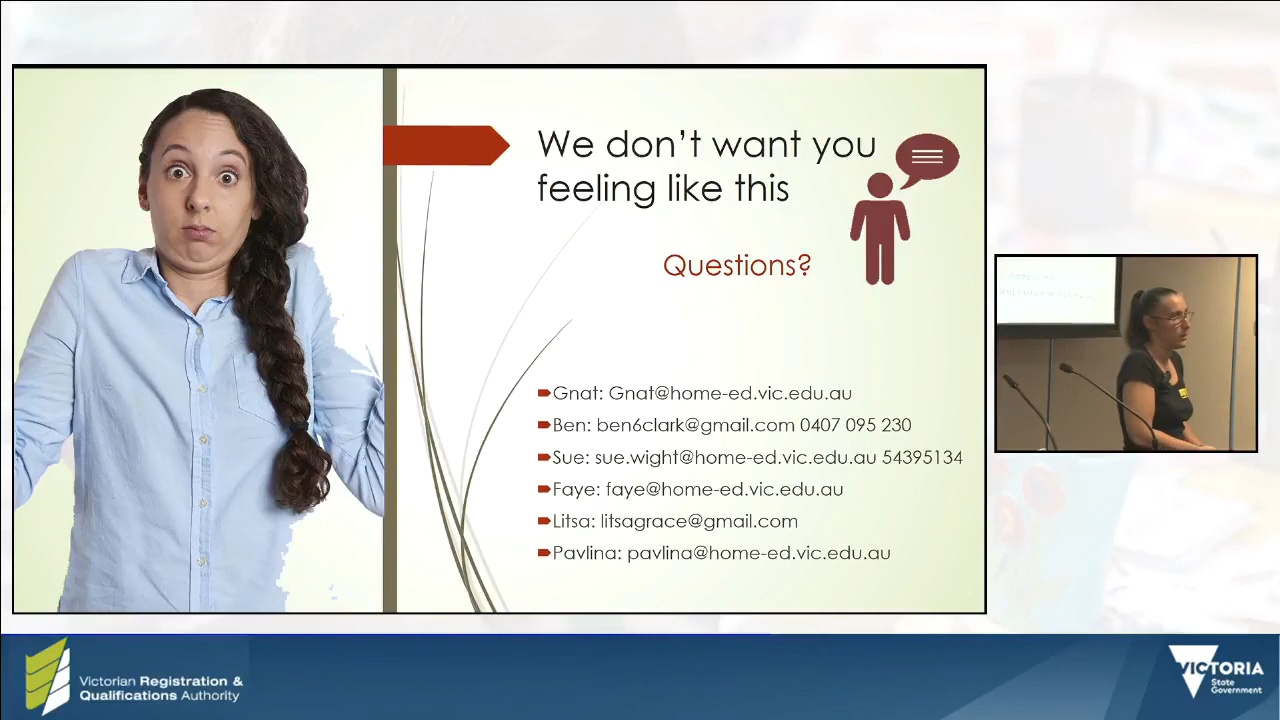 We don't want you
feeling like this
Questions?
Gnat: Gnat@home-ed.vic.edu.au
Ben: ben6clark@gmail.com 0407 095 230
Sue: sue.wight@home-ed.vic.edu.au 54395134
Faye: faye@home-ed.vic.edu.au
Litsa: litsagrace@gmail.com
Pavlina: pavlina@home-ed.vic.edu.au
Victorian Registration &
Qualifications Authority
VICTORIA
State
Government